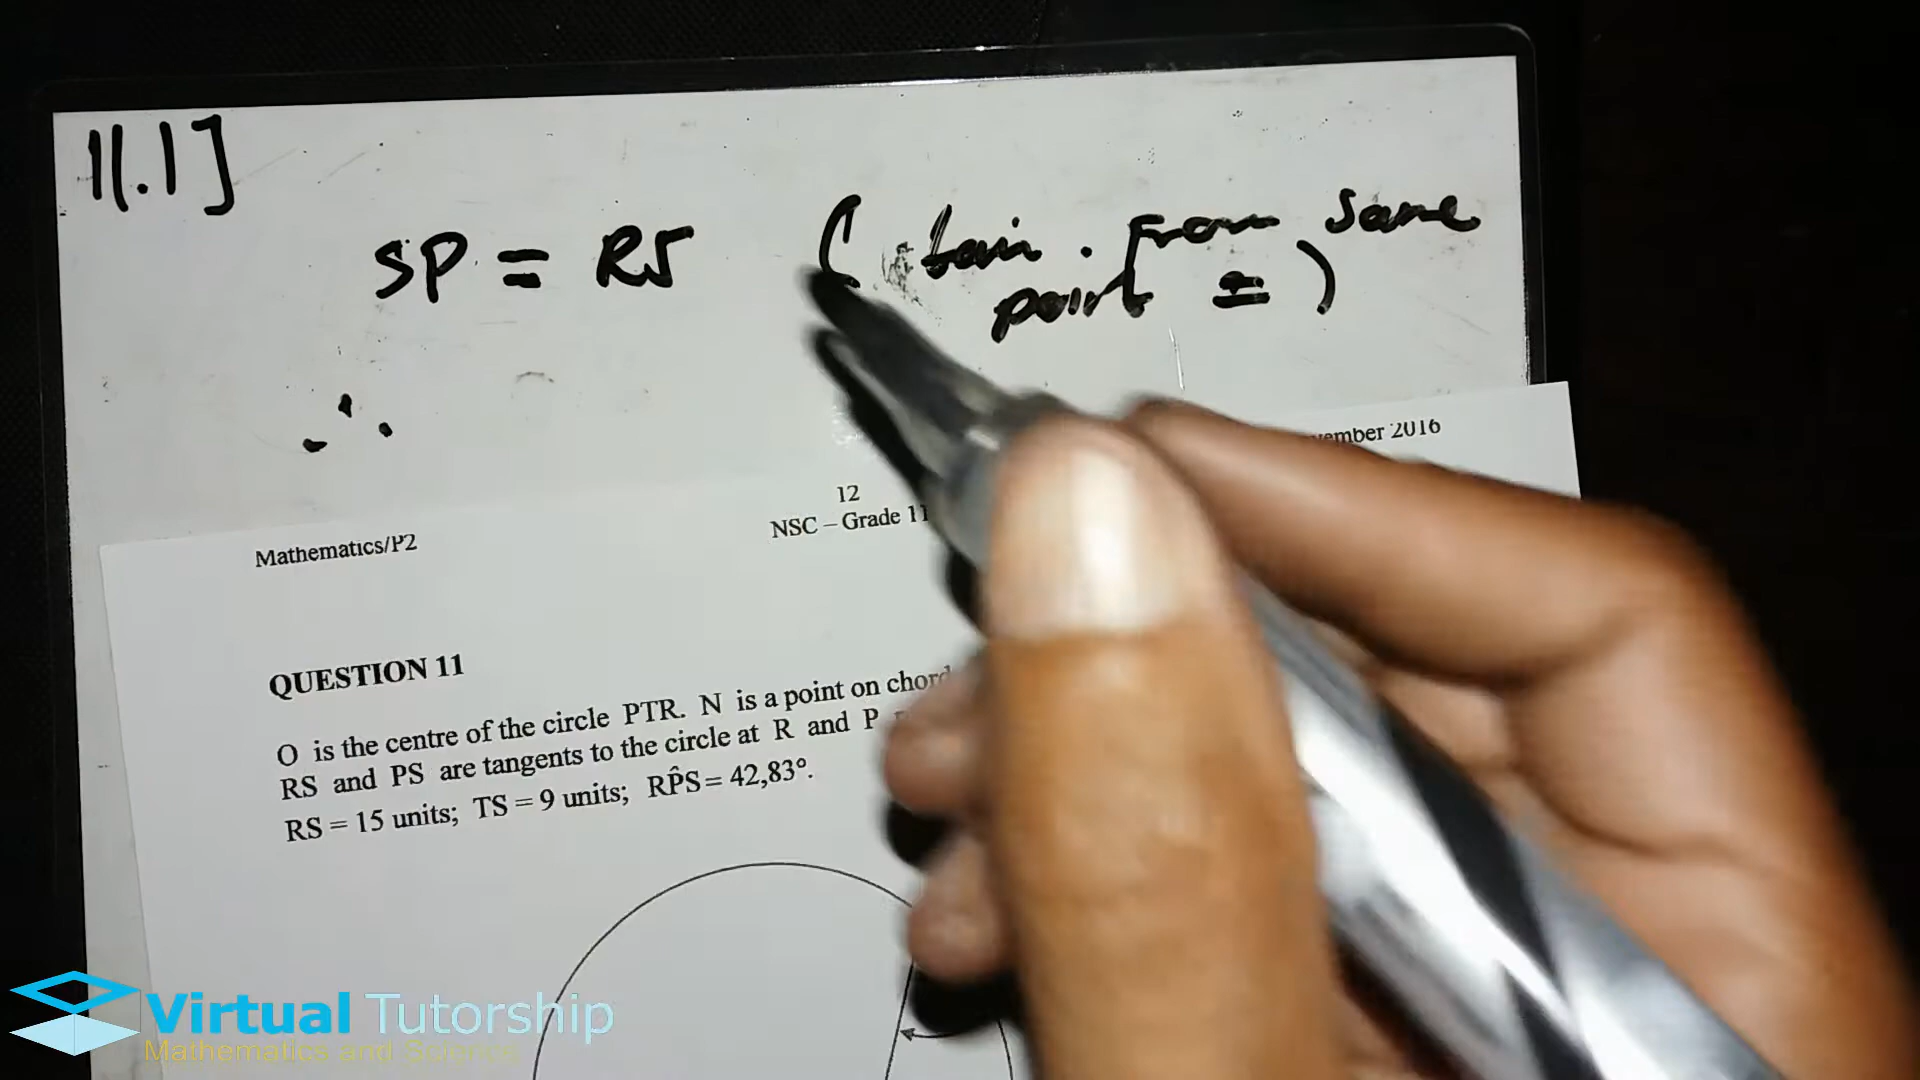 11.1]
SP = RS ( tan . From same
point = )
∴
ember 2016
12
NSC – Grade 11
Mathematics/P2
QUESTION 11
O is the centre of the circle PTR. N is a point on chord
RS and PS are tangents to the circle at R and P
RS = 15 units; TS = 9 units; RP̂S = 42,83°.
Virtual Tutorship
Mathematics and Science